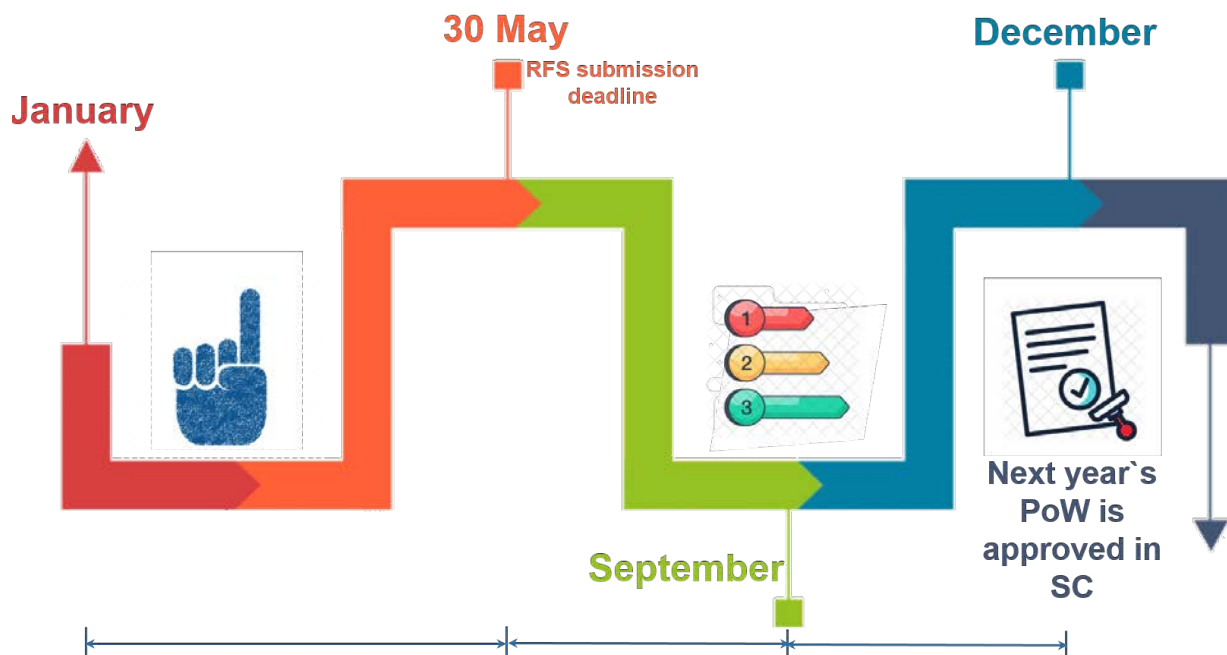 January
30 May
RFS submission
deadline
December
1
2
3
September
Next year`s
PoW is
approved in
SC